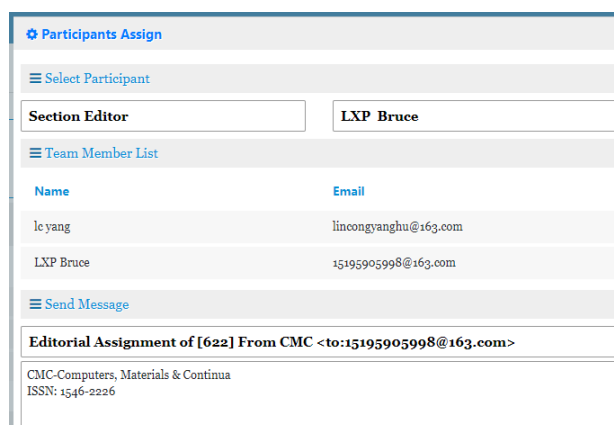 Participants Assign
Select Participant
Section Editor LXP Bruce
Team Member List
Name Email
lc yang lincongyanghu@163.com
LXP Bruce 15195905998@163.com
Send Message
Editorial Assignment of [622] From CMC <to:15195905998@163.com>
CMC-Computers, Materials & Continua
ISSN: 1546-2226